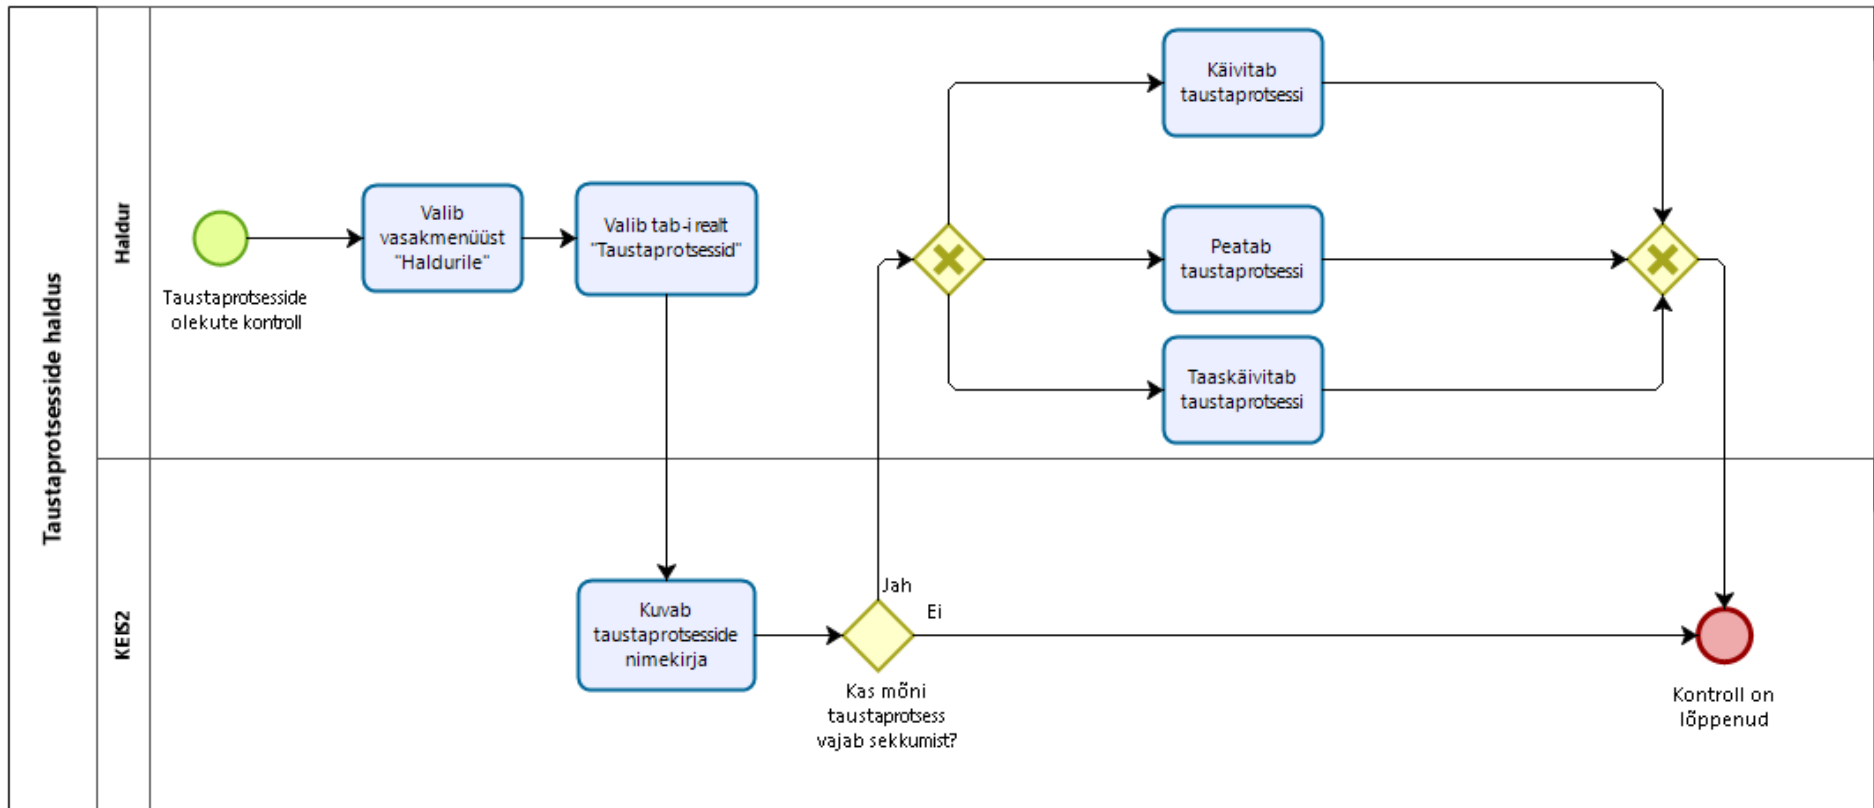 Taustaprotsesside haldus
Haldur
KEIS2
Taustaprotsesside
olekute kontroll
Valib
vasakmenüüst
"Haldurile"
Valib tab-i realt
"Taustaprotsessid"
Käivitab
taustaprotsessi
Peatab
taustaprotsessi
Taaskäivitab
taustaprotsessi
Kuvab
taustaprotsesside
nimekirja
Jah
Ei
Kas mõni
taustaprotsess
vajab sekkumist?
Kontroll on
lõppenud